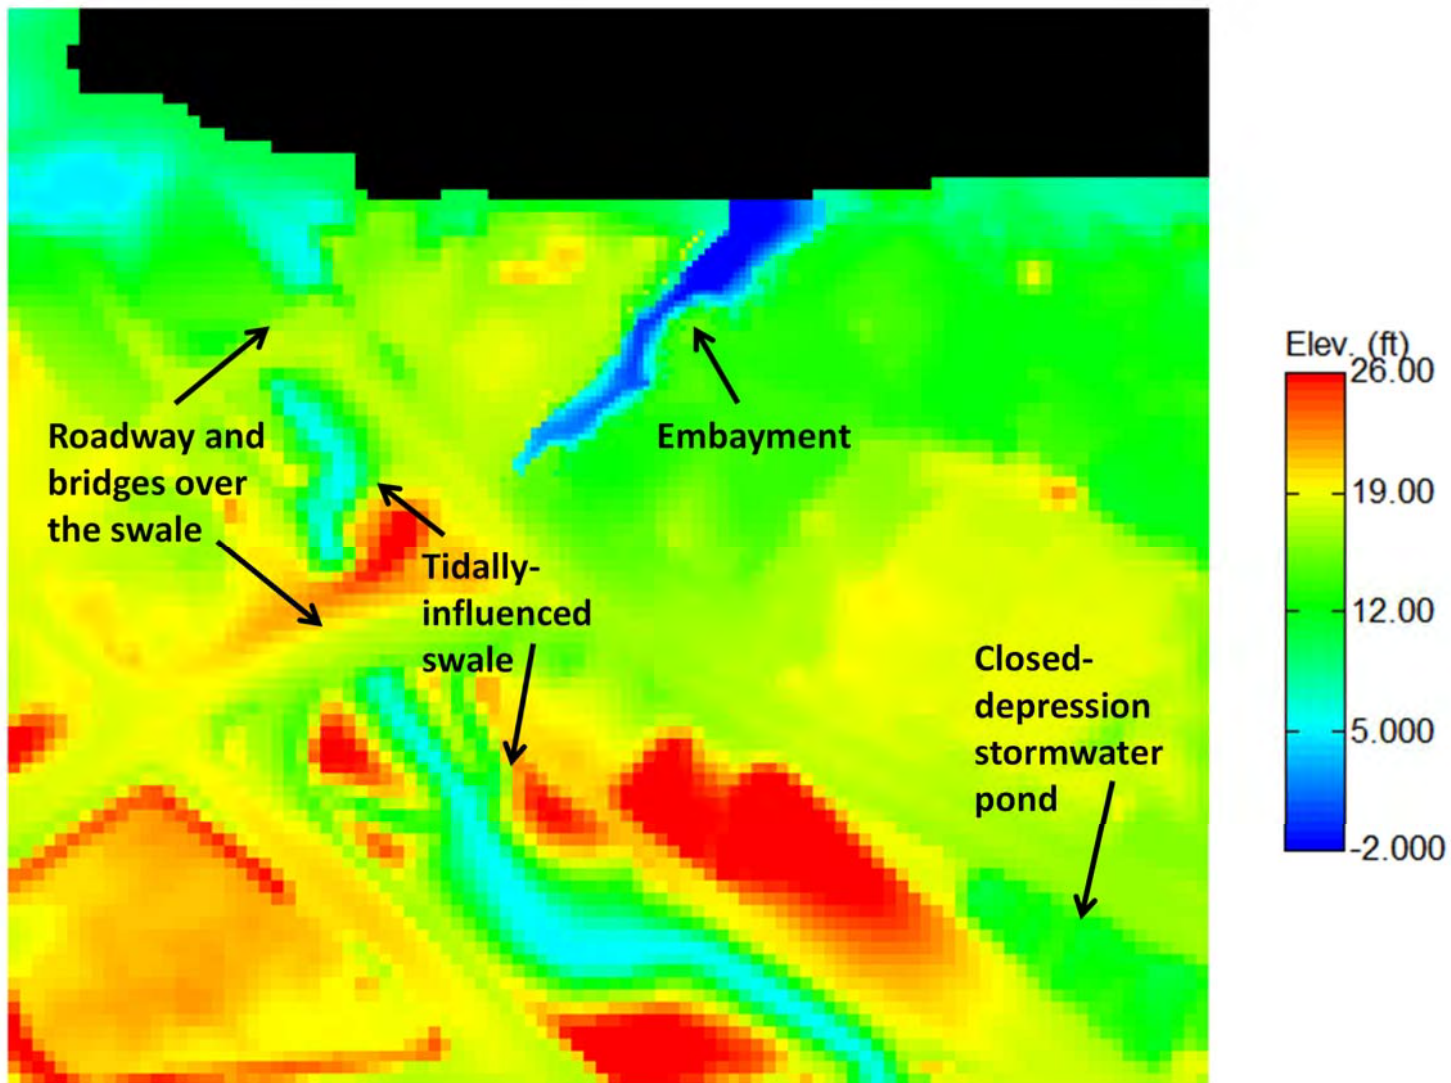 Elev. (ft)
26.00
19.00
12.00
5.000
-2.000
Roadway and
bridges over
the swale
Embayment
Tidally-
influenced
swale
Closed-
depression
stormwater
pond